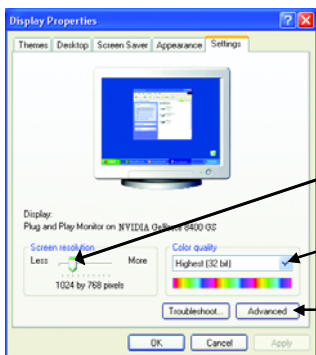 Display Properties
Themes Desktop Screen Saver Appearance Settings
Display:
Plug and Play Monitor on NVIDIA GeForce 8400 GS
Screen resolution
Less More
1024 by 768 pixels
Color quality
Highest (32 bit)
Troubleshoot... Advanced
OK Cancel Apply